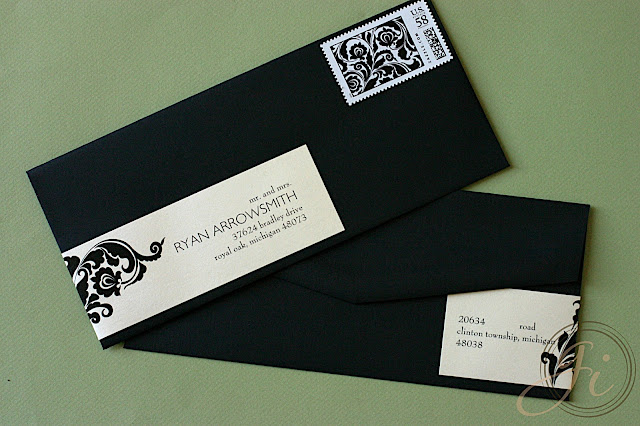 U.S. 58
mr. and mrs.
RYAN ARROWSMITH
37624 bradley drive
royal oak, michigan 48073
20634 road
clinton township, michigan
48038
Fi